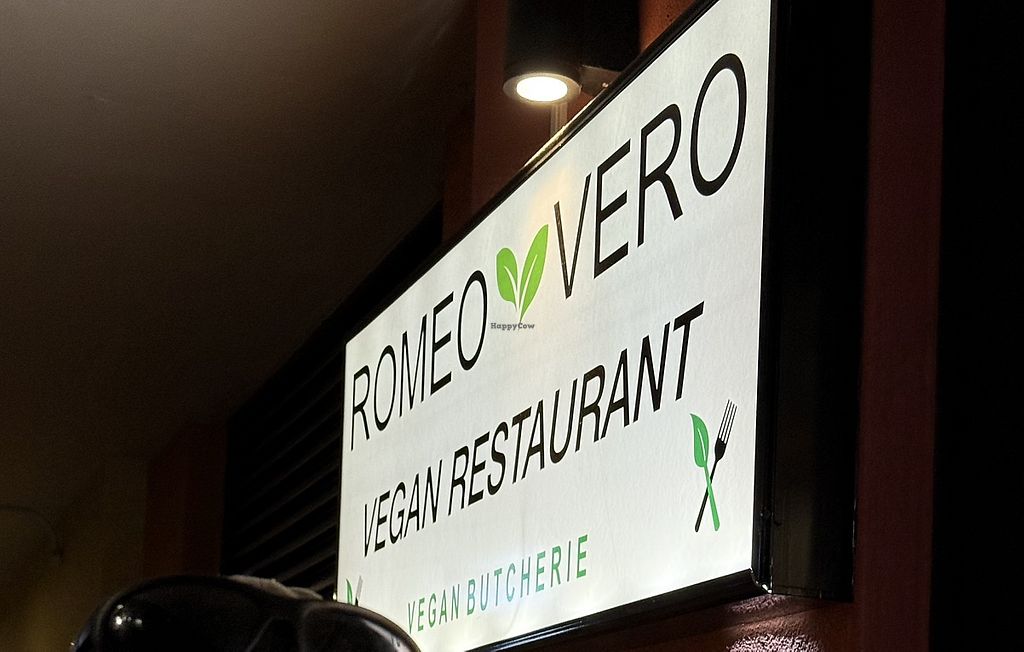 ROMEO VERO
HappyCow
VEGAN RESTAURANT
VEGAN BUTCHERIE